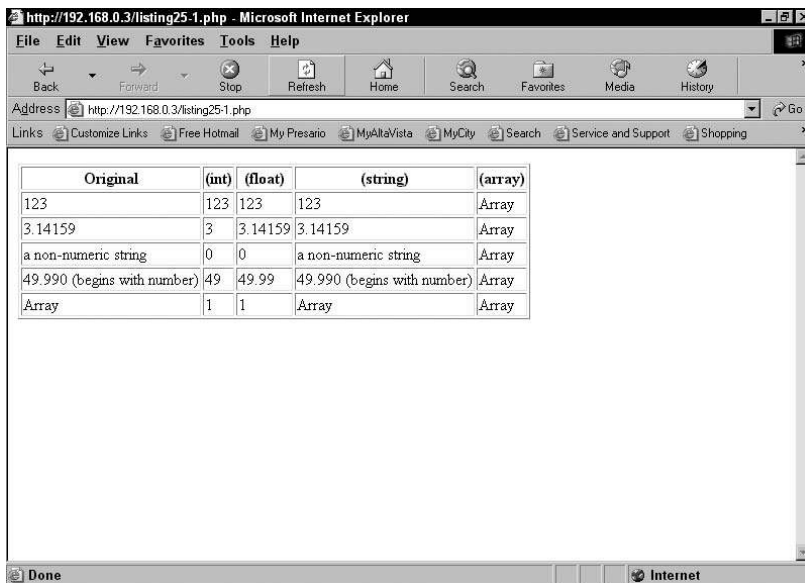 http://192.168.0.3/listing25-1.php - Microsoft Internet Explorer
File Edit View Favorites Tools Help
Back Forward Stop Refresh Home Search Favorites Media History
Address http://192.168.0.3/listing25-1.php Go
Links Customize Links Free Hotmail My Presario MyAltaVista MyCity Search Service and Support Shopping
Original (int) (float) (string) (array)
123 123 123 123 Array
3.14159 3 3.14159 3.14159 Array
a non-numeric string 0 0 a non-numeric string Array
49.990 (begins with number) 49 49.99 49.990 (begins with number) Array
Array 1 1 Array Array
Done Internet